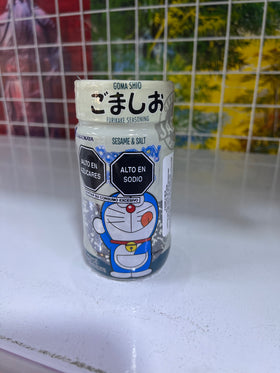 GOMA SHIO
ごましお
FURIKAKE SEASONING
SESAME & SALT
ALTO EN
AZÚCARES
ALTO EN
SODIO